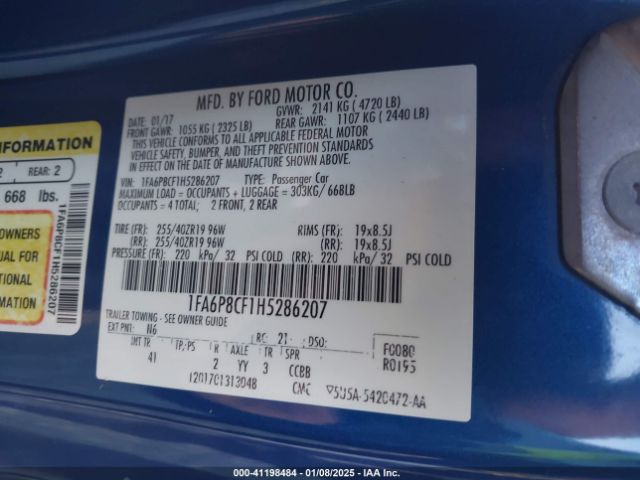 MFD. BY FORD MOTOR CO.
DATE: 01/17 GVWR: 2141 KG ( 4720 LB)
FRONT GAWR: 1055 KG ( 2325 LB) REAR GAWR: 1107 KG ( 2440 LB)
THIS VEHICLE CONFORMS TO ALL APPLICABLE FEDERAL MOTOR
VEHICLE SAFETY, BUMPER, AND THEFT PREVENTION STANDARDS
IN EFFECT ON THE DATE OF MANUFACTURE SHOWN ABOVE.
VIN: 1FA6P8CF1H5286207 TYPE: Passenger Car
MAXIMUM LOAD = OCCUPANTS + LUGGAGE = 303KG/ 668LB
OCCUPANTS = 4 TOTAL; 2 FRONT, 2 REAR
TIRE (FR): 255/40ZR19 96W RIMS (FR): 19x8.5J
(RR): 255/40ZR19 96W (RR): 19x8.5J
PRESSURE (FR): 220 kPa/ 32 PSI COLD (RR): 220 kPa/ 32 PSI COLD
1FA6P8CF1H5286207
TRAILER TOWING - SEE OWNER GUIDE
EXT PNT: N6 RC: 21 DSO: FC080
INT TR TP/PS R AXLE TR SPR R0195
41 2 YY 3 CCBB
CMC
INFORMATION
2 REAR: 2
668 lbs.
OWNERS
UAL FOR
TIONAL
RMATION
1FA6P8CF1H5286207
000-41198484 | 01/08/2025 - IAA Inc.